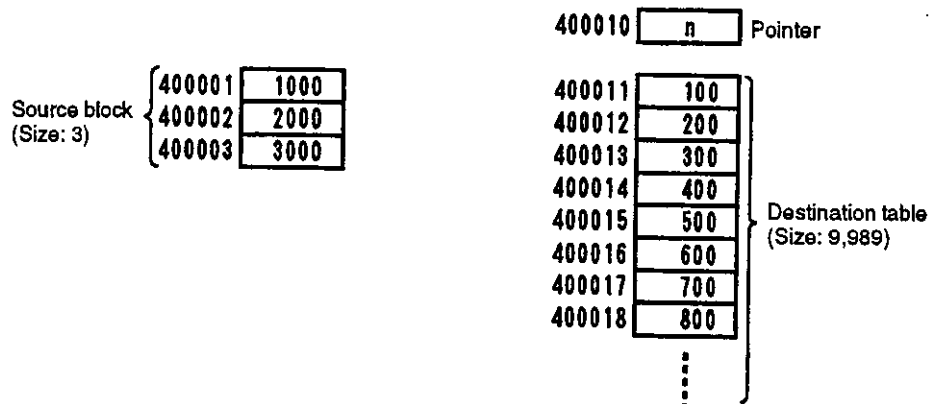 400010 n Pointer
Source block
(Size: 3)
400001 1000
400002 2000
400003 3000
400011 100
400012 200
400013 300
400014 400
400015 500
400016 600
400017 700
400018 800
Destination table
(Size: 9,989)